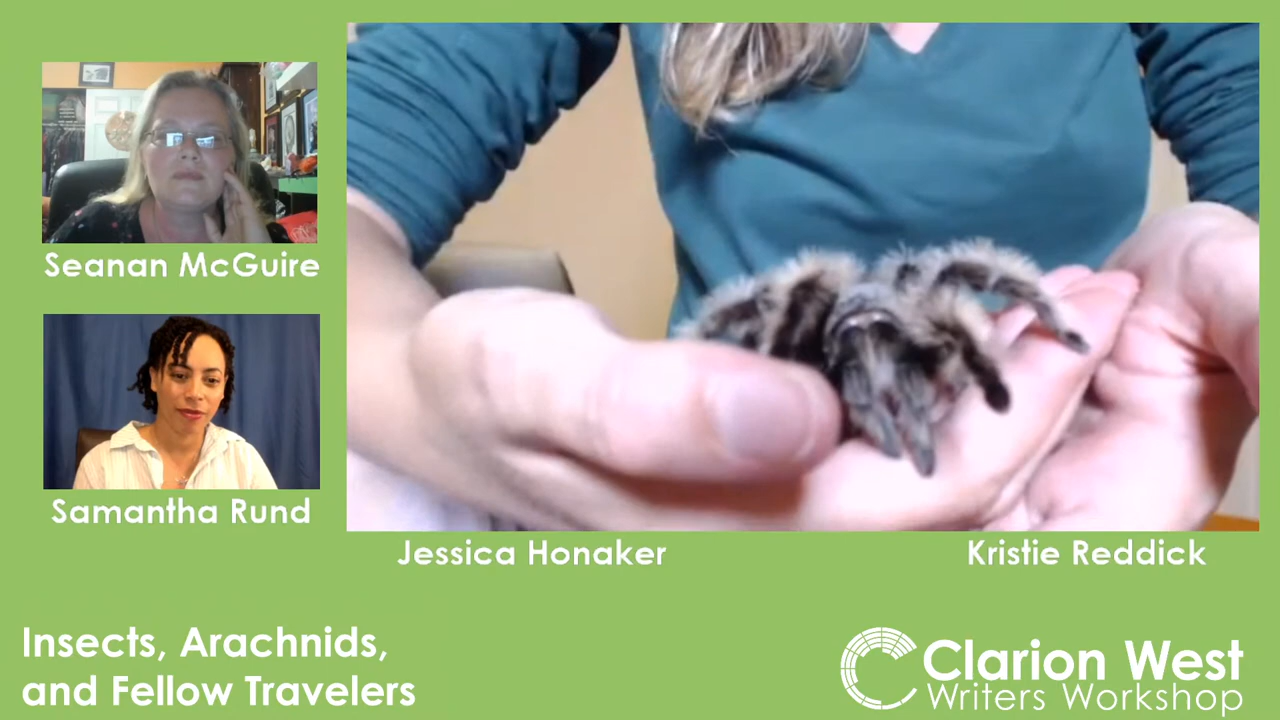 Seanan McGuire
Samantha Rund
Jessica Honaker
Kristie Reddick
Insects, Arachnids,
and Fellow Travelers
Clarion West
Writers Workshop